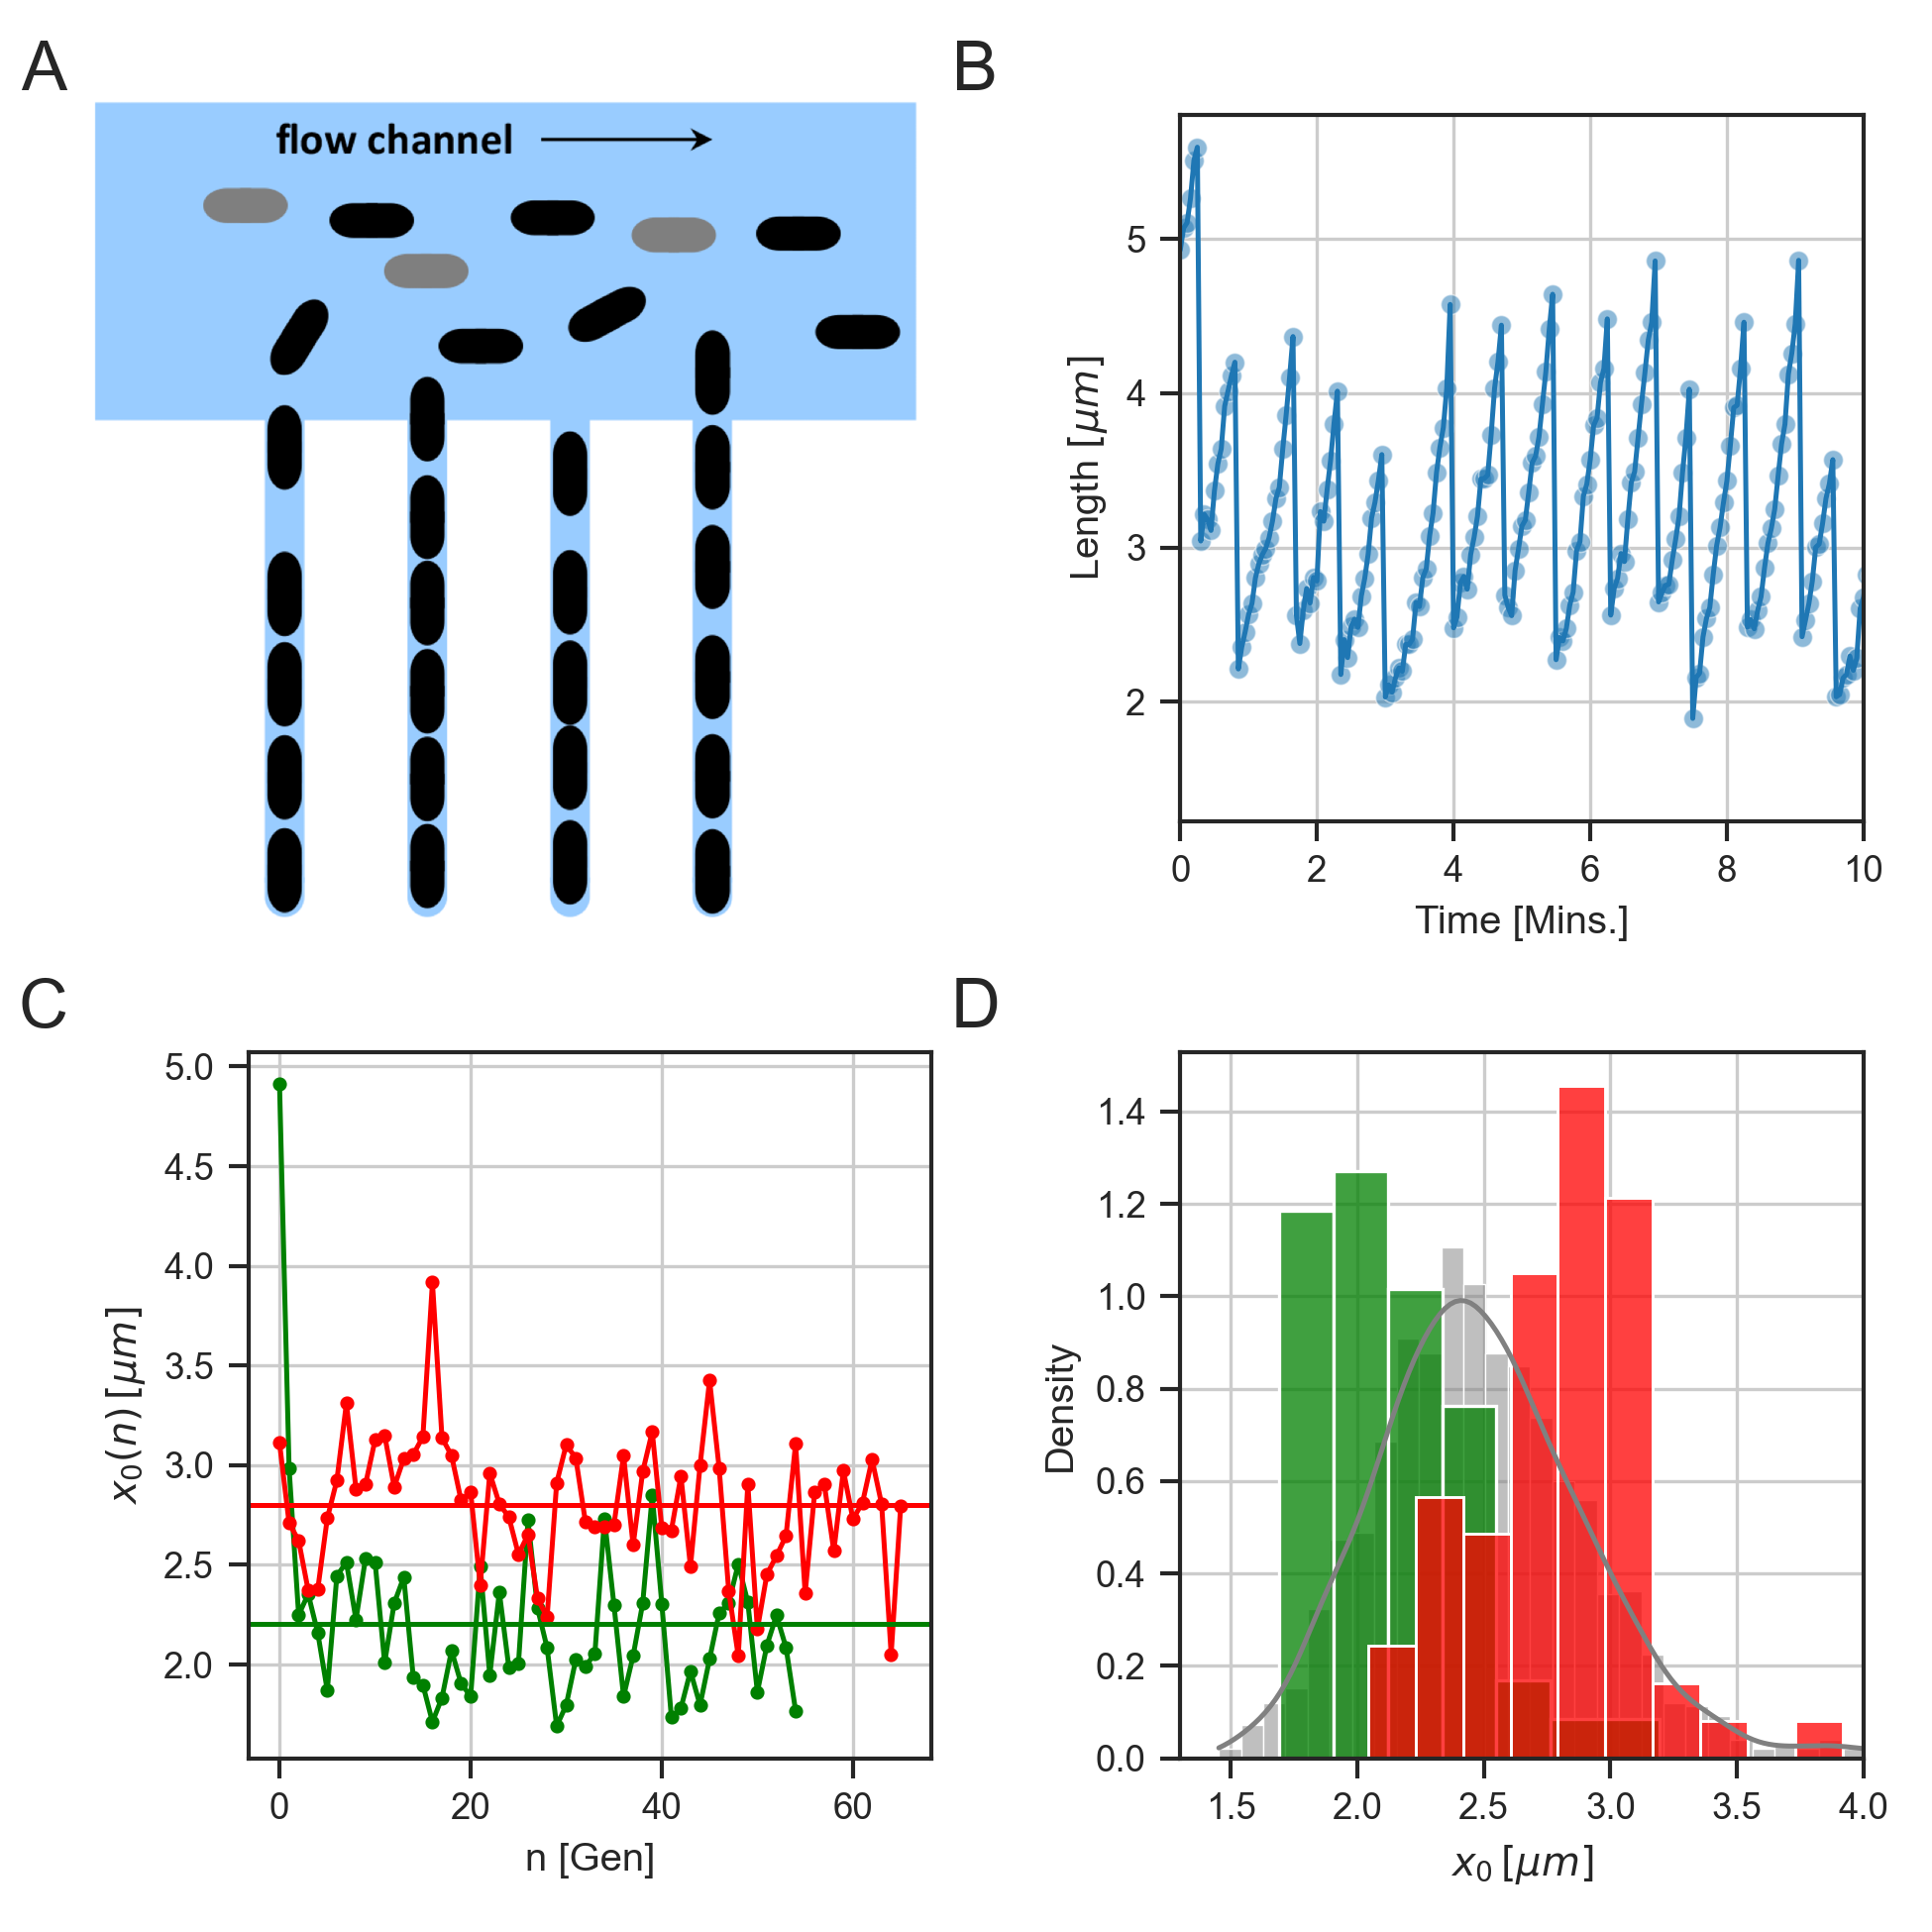 A
flow channel
B
5
4
3
2
Length [μm]
0 2 4 6 8 10
Time [Mins.]
C
5.0
4.5
4.0
3.5
3.0
2.5
2.0
x₀(n) [μm]
0 20 40 60
n [Gen]
D
1.4
1.2
1.0
0.8
0.6
0.4
0.2
0.0
Density
1.5 2.0 2.5 3.0 3.5 4.0
x₀ [μm]